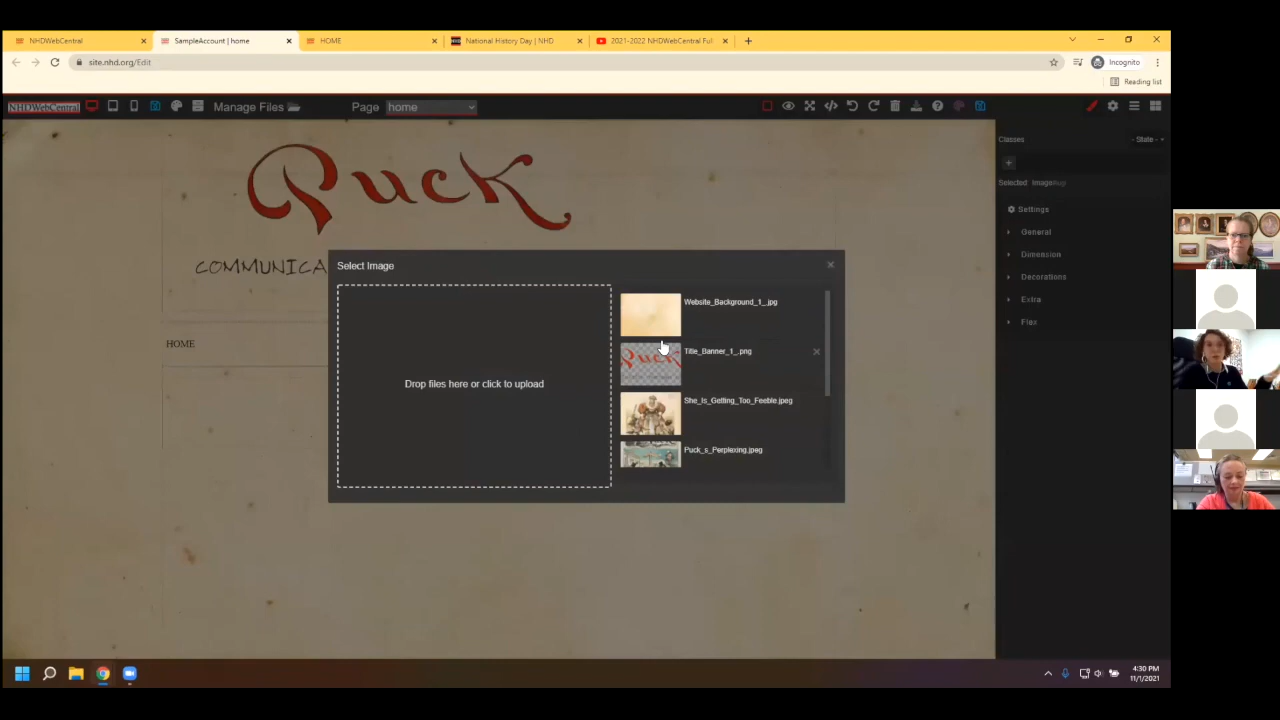 NHDWebCentral
SampleAccount | home
HOME
National History Day | NHD
2021-2022 NHDWebCentral Full
site.nhd.org/Edit
Incognito
Reading list
NHDWebCentral
Manage Files
Page
home
Classes
- State -
Selected
Image
Settings
General
Dimension
Decorations
Extra
Flex
Puck
COMMUNICA
HOME
Select Image
Drop files here or click to upload
Website_Background_1_.jpg
Title_Banner_1_.png
She_Is_Getting_Too_Feeble.jpeg
Puck_s_Perplexing.jpeg
4:30 PM
11/1/2021